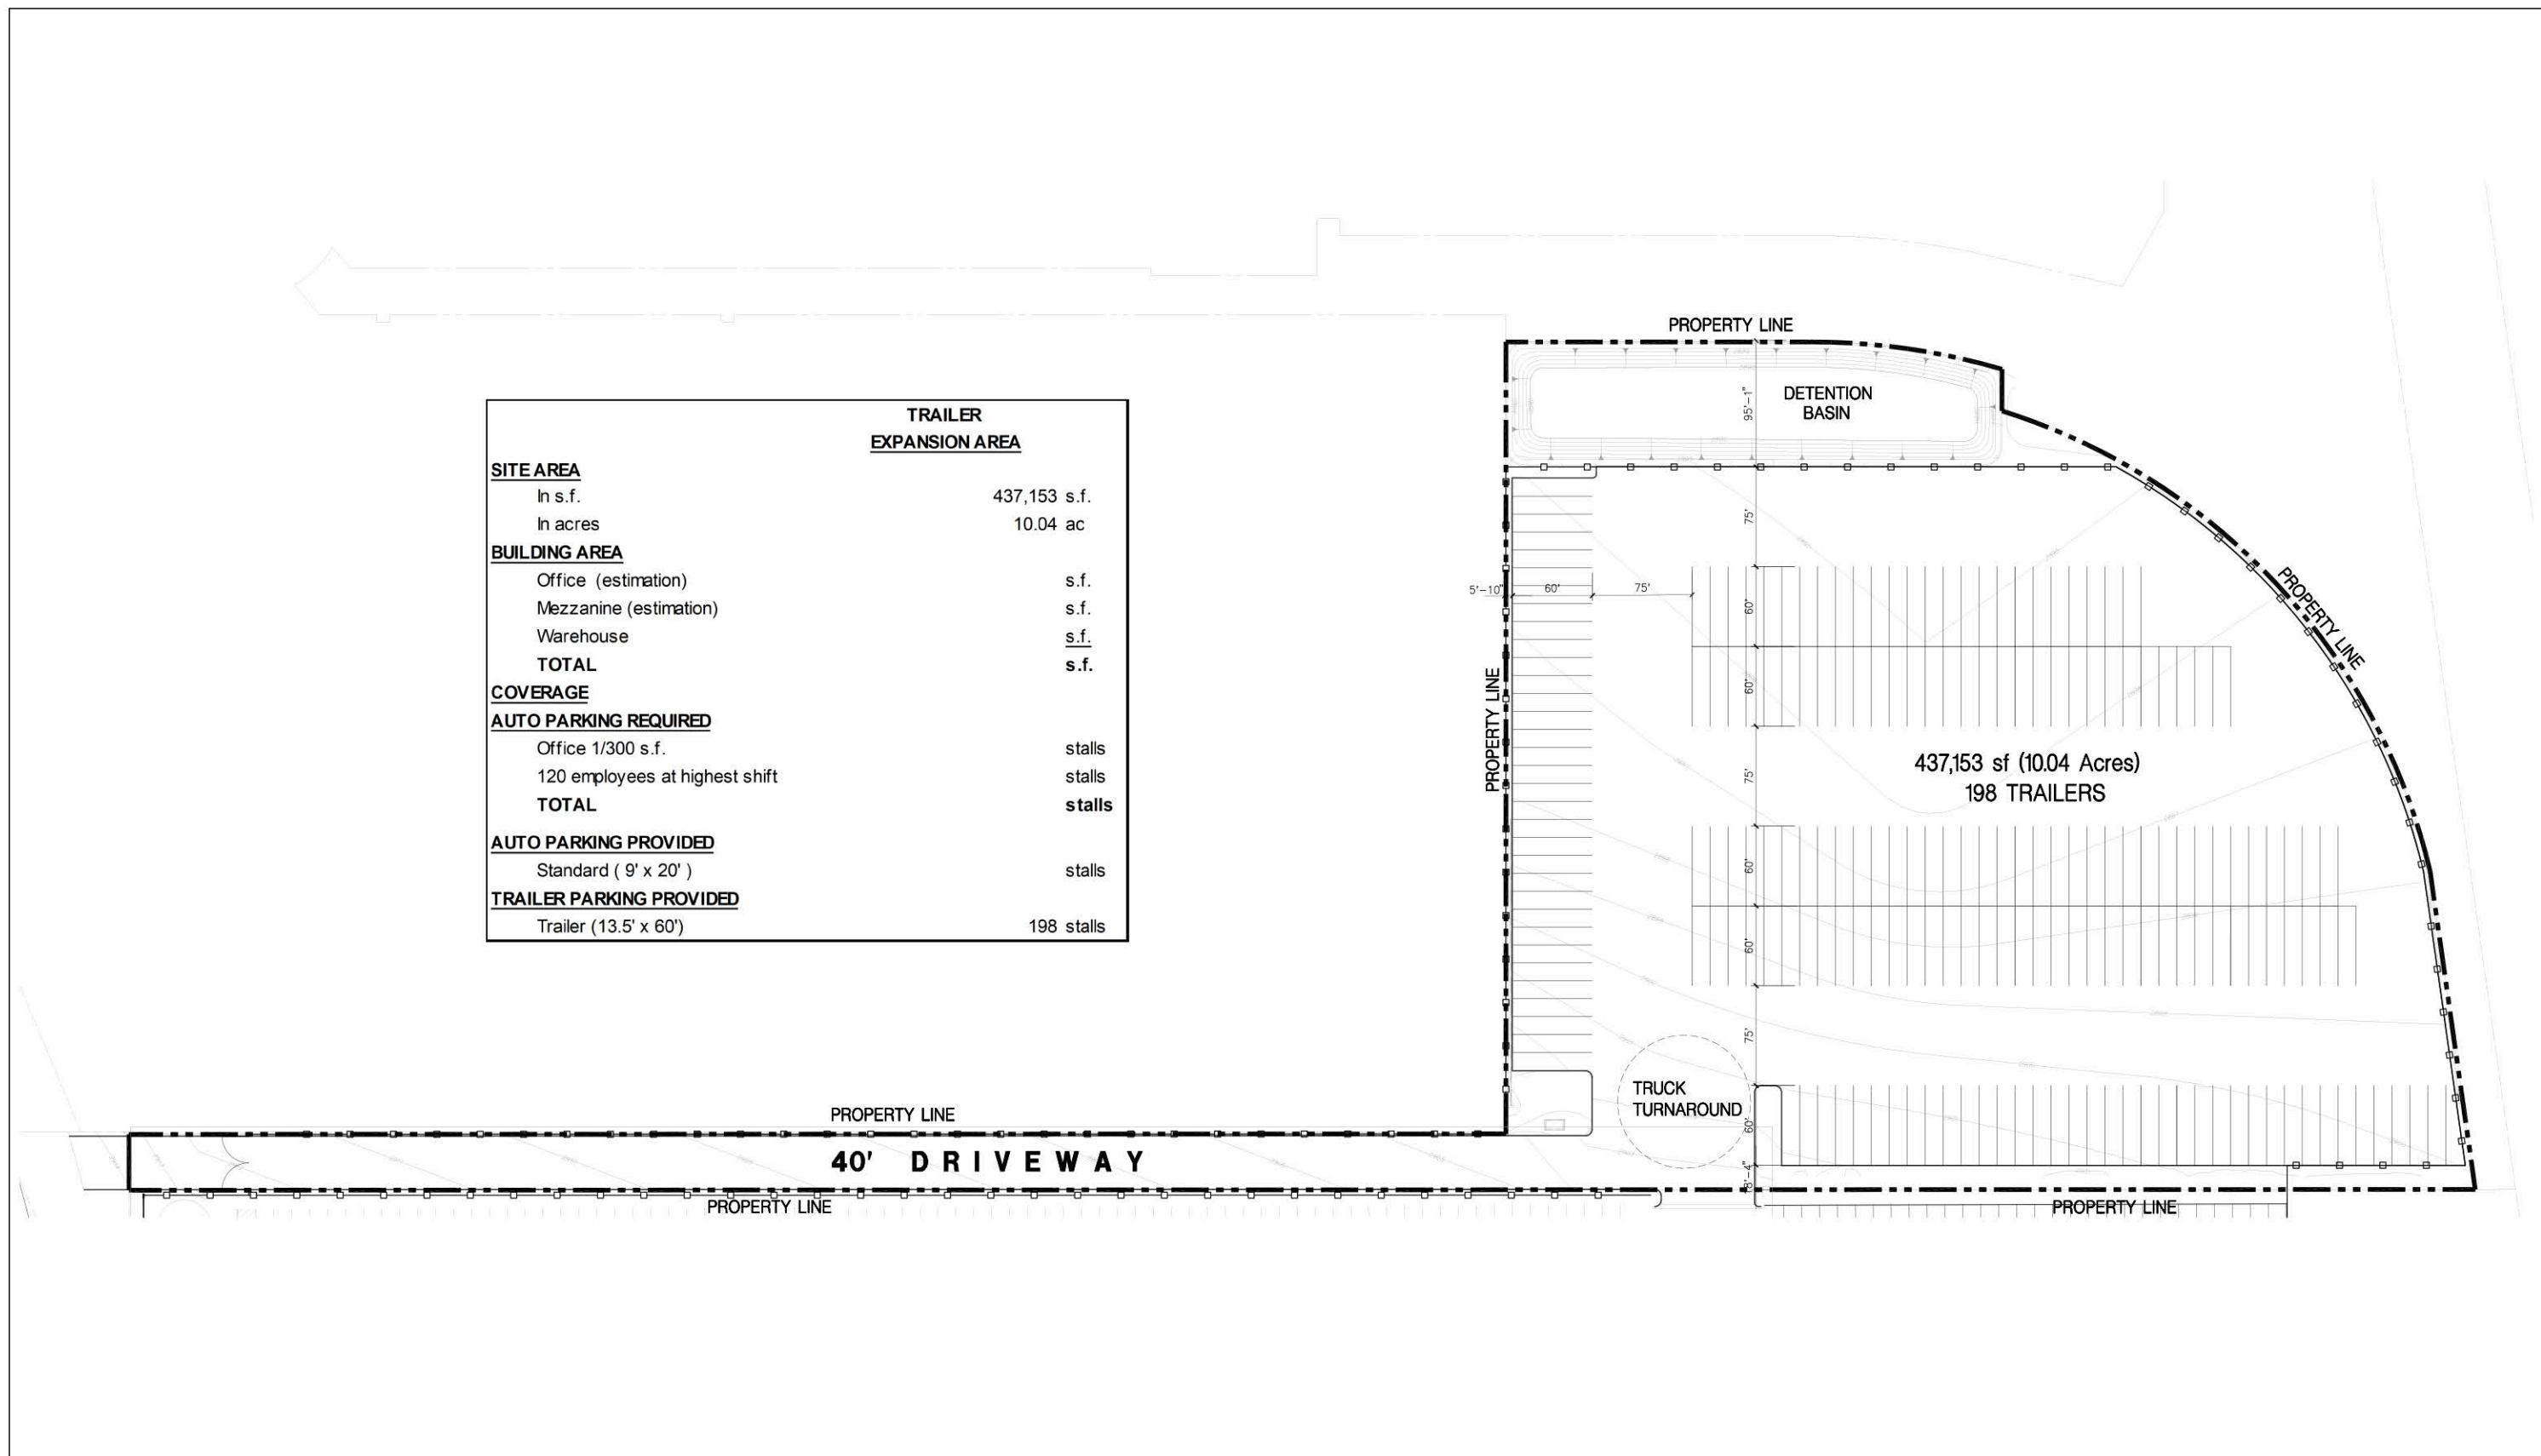 TRAILER
EXPANSION AREA
SITE AREA
In s.f. 437,153 s.f.
In acres 10.04 ac
BUILDING AREA
Office (estimation) s.f.
Mezzanine (estimation) s.f.
Warehouse s.f.
TOTAL s.f.
COVERAGE
AUTO PARKING REQUIRED
Office 1/300 s.f. stalls
120 employees at highest shift stalls
TOTAL stalls
AUTO PARKING PROVIDED
Standard ( 9' x 20' ) stalls
TRAILER PARKING PROVIDED
Trailer (13.5' x 60') 198 stalls
PROPERTY LINE
DETENTION
BASIN
95'-1"
75'
5'-10"
60'
75'
60'
60'
PROPERTY LINE
PROPERTY LINE
437,153 sf (10.04 Acres)
198 TRAILERS
75'
60'
60'
75'
TRUCK
TURNAROUND
60'
PROPERTY LINE
40' DRIVEWAY
PROPERTY LINE
PROPERTY LINE